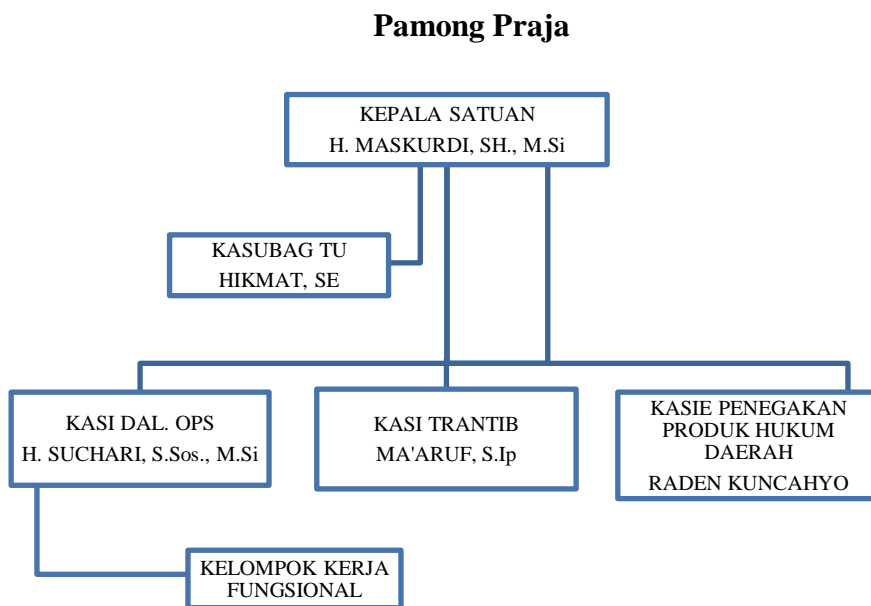 Pamong Praja
KEPALA SATUAN
H. MASKURDI, SH., M.Si
KASUBAG TU
HIKMAT, SE
KASI DAL. OPS
H. SUCHARI, S.Sos., M.Si
KASI TRANTIB
MA'ARUF, S.Ip
KASIE PENEGAKAN
PRODUK HUKUM
DAERAH
RADEN KUNCAHYO
KELOMPOK KERJA
FUNGSIONAL